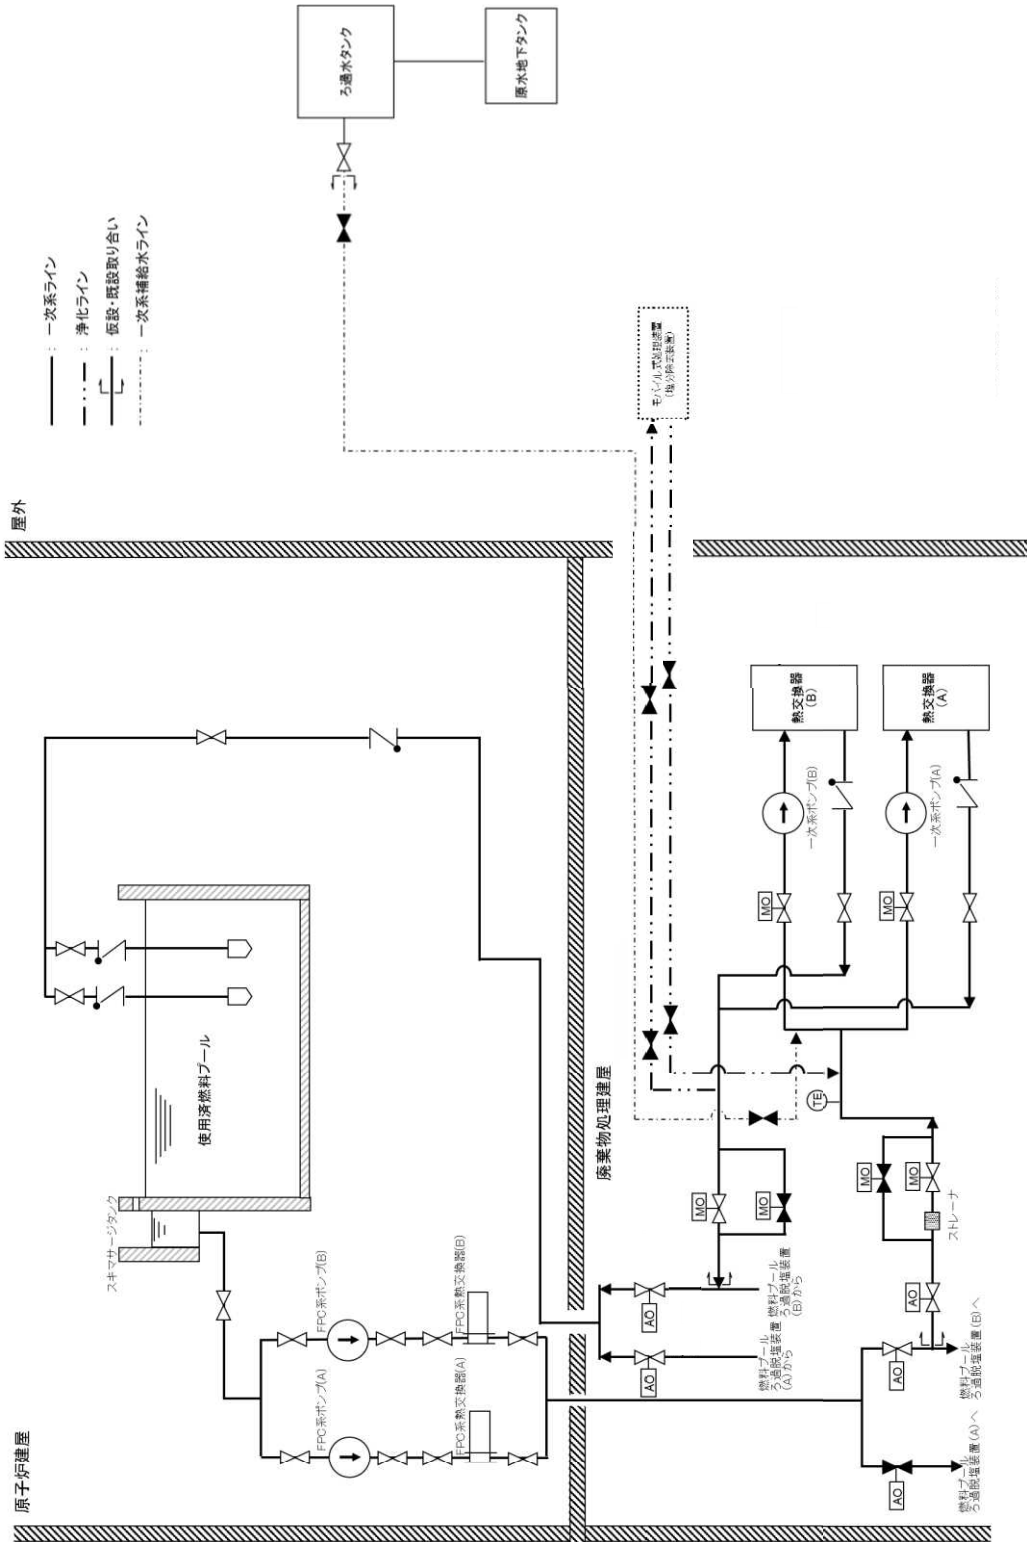 原子炉建屋
屋外
： 一次系ライン
： 浄化ライン
： 仮設・既設取り合い
： 一次系補給水ライン
ろ過水タンク
原水地下タンク
スキマサージタンク
使用済燃料プール
FPC系ポンプ(B)
FPC系熱交換器(B)
FPC系ポンプ(A)
FPC系熱交換器(A)
廃棄物処理建屋
モバイル式処理装置
(塩分除去装置)
熱交換器
(B)
熱交換器
(A)
一次系ポンプ(B)
一次系ポンプ(A)
MO
MO
MO
MO
MO
MO
TE
ストレーナ
AO
AO
AO
AO
AO
燃料プール
ろ過脱塩装置
(A)から
燃料プール
ろ過脱塩装置
(B)から
燃料プール
ろ過脱塩装置(A)へ
燃料プール
ろ過脱塩装置(B)へ